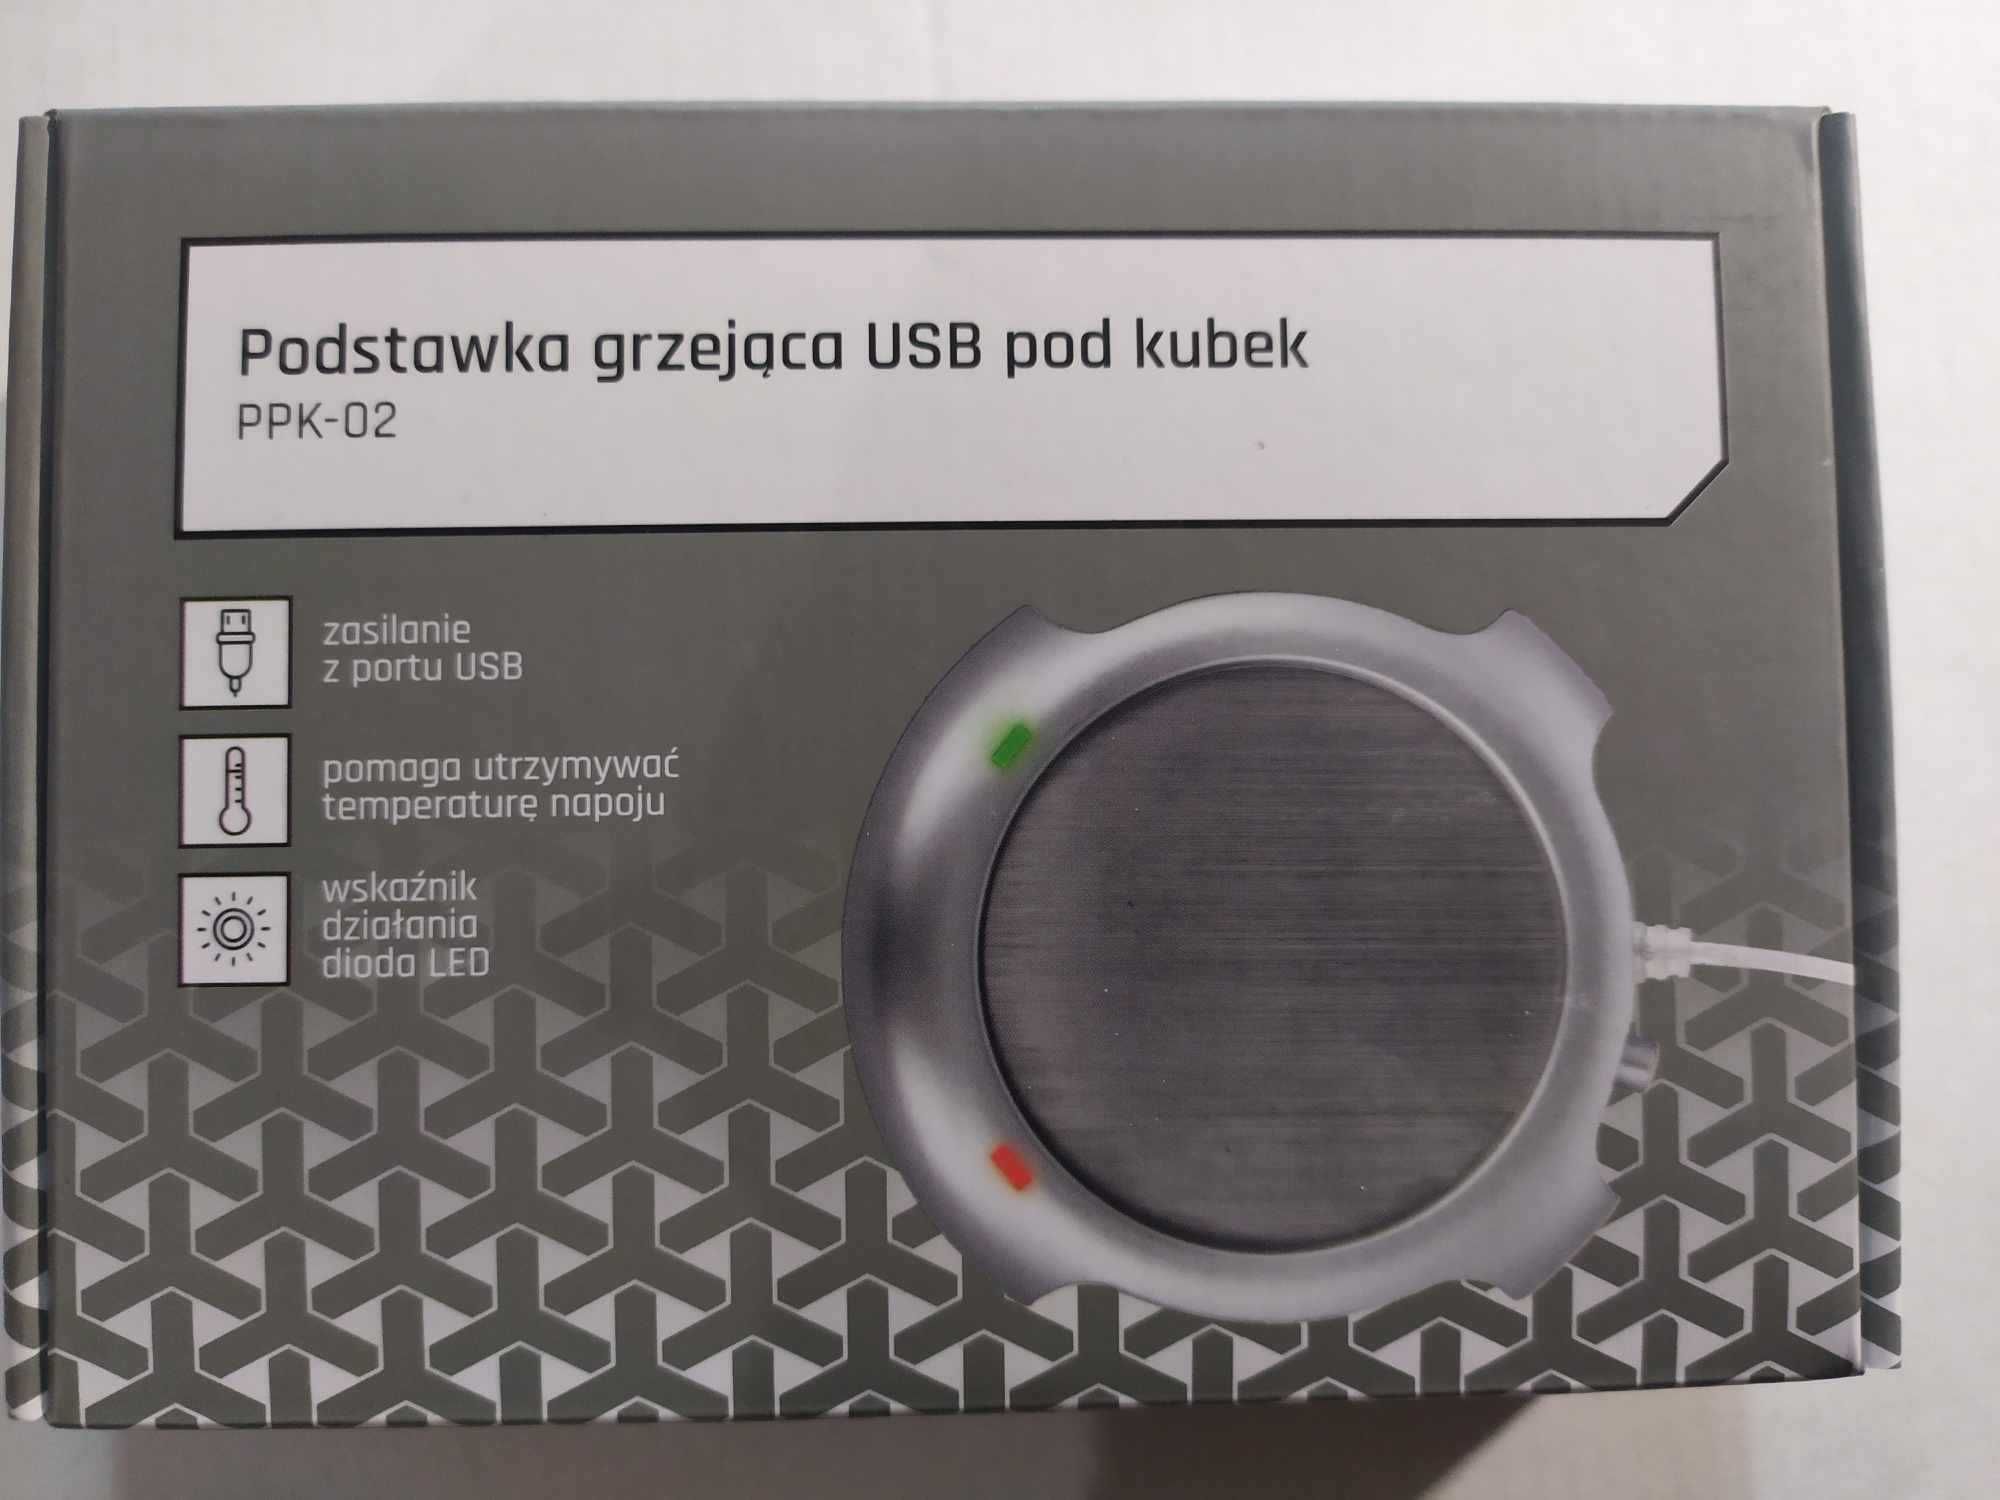 Podstawka grzejąca USB pod kubek
PPK-02
zasilanie
z portu USB
pomaga utrzymywać
temperaturę napoju
wskaźnik
działania
dioda LED